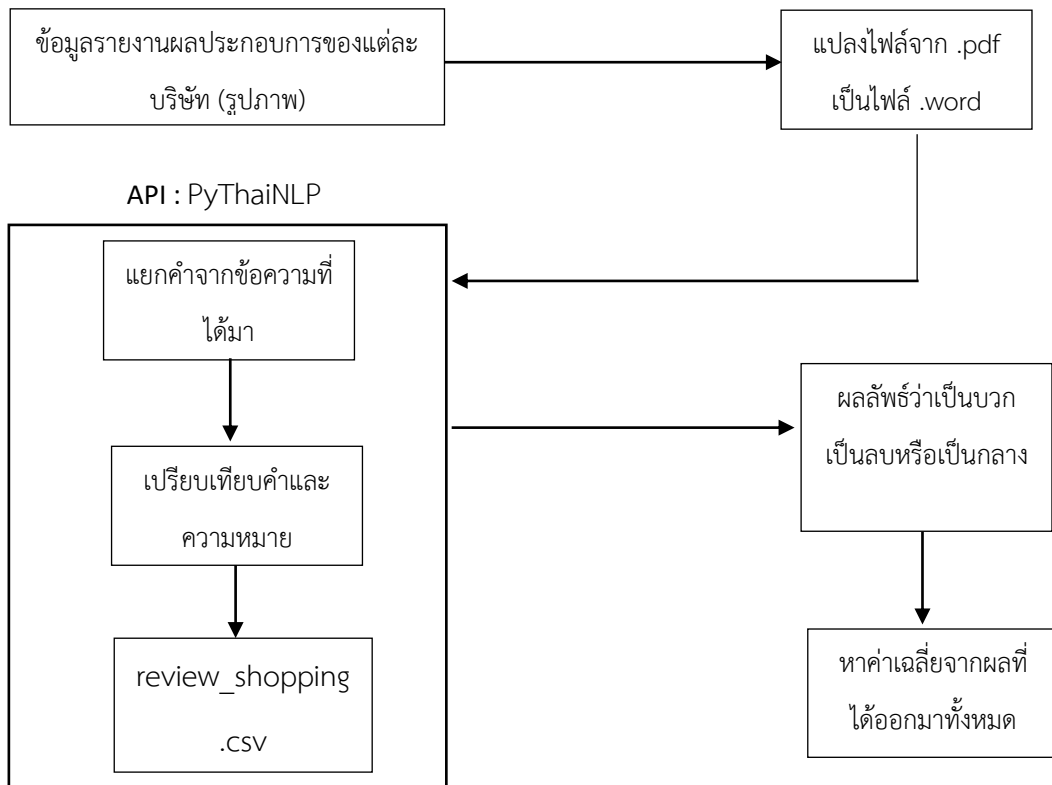 ข้อมูลรายงานผลประกอบการของแต่ละ
บริษัท (รูปภาพ)
แปลงไฟล์จาก .pdf
เป็นไฟล์ .word
API : PyThaiNLP
แยกคำจากข้อความที่
ได้มา
เปรียบเทียบคำและ
ความหมาย
review_shopping
.csv
ผลลัพธ์ว่าเป็นบวก
เป็นลบหรือเป็นกลาง
หาค่าเฉลี่ยจากผลที่
ได้ออกมาทั้งหมด